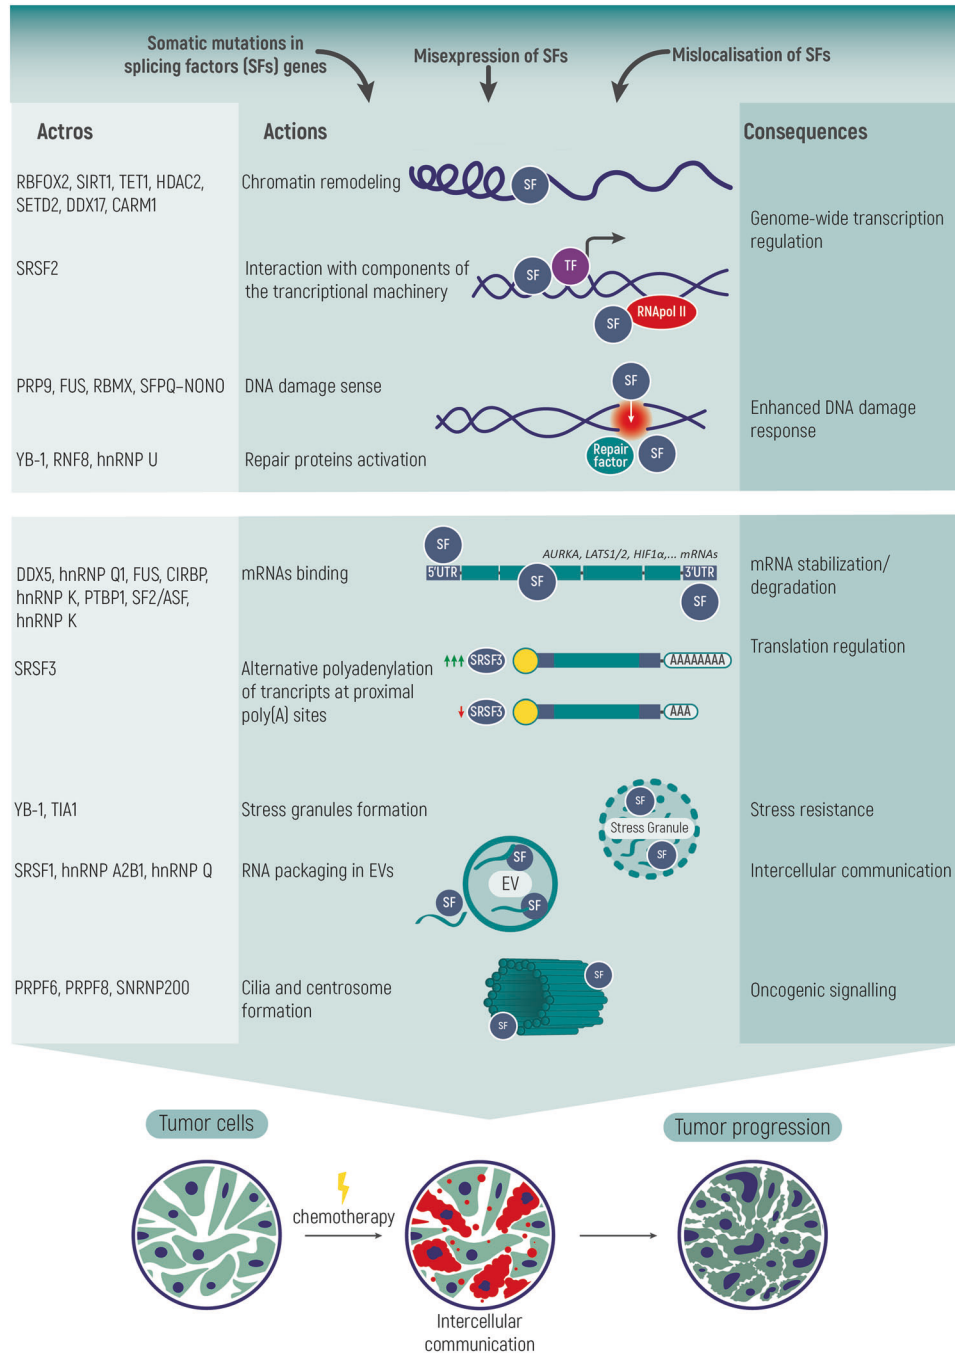 Somatic mutations in
splicing factors (SFs) genes
Misexpression of SFs
Mislocalisation of SFs
Actros
Actions
Consequences
RBFOX2, SIRT1, TET1, HDAC2,
SETD2, DDX17, CARM1
Chromatin remodeling
SF
Genome-wide transcription
regulation
SRSF2
Interaction with components of
the trancriptional machinery
SF
TF
SF
RNApol II
PRP9, FUS, RBMX, SFPQ–NONO
DNA damage sense
SF
Enhanced DNA damage
response
YB-1, RNF8, hnRNP U
Repair proteins activation
Repair
factor
SF
DDX5, hnRNP Q1, FUS, CIRBP,
hnRNP K, PTBP1, SF2/ASF,
hnRNP K
mRNAs binding
SF
AURKA, LATS1/2, HIF1α,... mRNAs
5'UTR
SF
3'UTR
SF
mRNA stabilization/
degradation
Translation regulation
SRSF3
Alternative polyadenylation
of trancripts at proximal
poly(A) sites
SRSF3
AAAAAAAA
SRSF3
AAA
YB-1, TIA1
Stress granules formation
SF
Stress Granule
SF
Stress resistance
SRSF1, hnRNP A2B1, hnRNP Q
RNA packaging in EVs
SF
EV
SF
SF
Intercellular communication
PRPF6, PRPF8, SNRNP200
Cilia and centrosome
formation
SF
SF
Oncogenic signalling
Tumor cells
Tumor progression
chemotherapy
Intercellular
communication